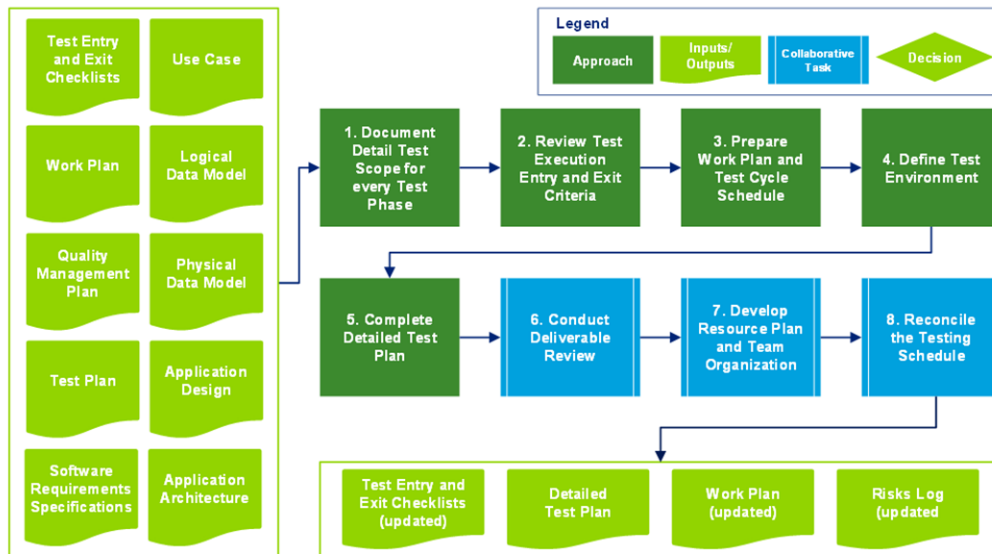 Test Entry
and Exit
Checklists
Use Case
Work Plan
Logical
Data Model
Quality
Management
Plan
Physical
Data Model
Test Plan
Application
Design
Software
Requirements
Specifications
Application
Architecture
Legend
Approach
Inputs/
Outputs
Collaborative
Task
Decision
1. Document
Detail Test
Scope for
every Test
Phase
2. Review Test
Execution
Entry and Exit
Criteria
3. Prepare
Work Plan and
Test Cycle
Schedule
4. Define Test
Environment
5. Complete
Detailed Test
Plan
6. Conduct
Deliverable
Review
7. Develop
Resource Plan
and Team
Organization
8. Reconcile
the Testing
Schedule
Test Entry and
Exit Checklists
(updated)
Detailed
Test Plan
Work Plan
(updated)
Risks Log
(updated